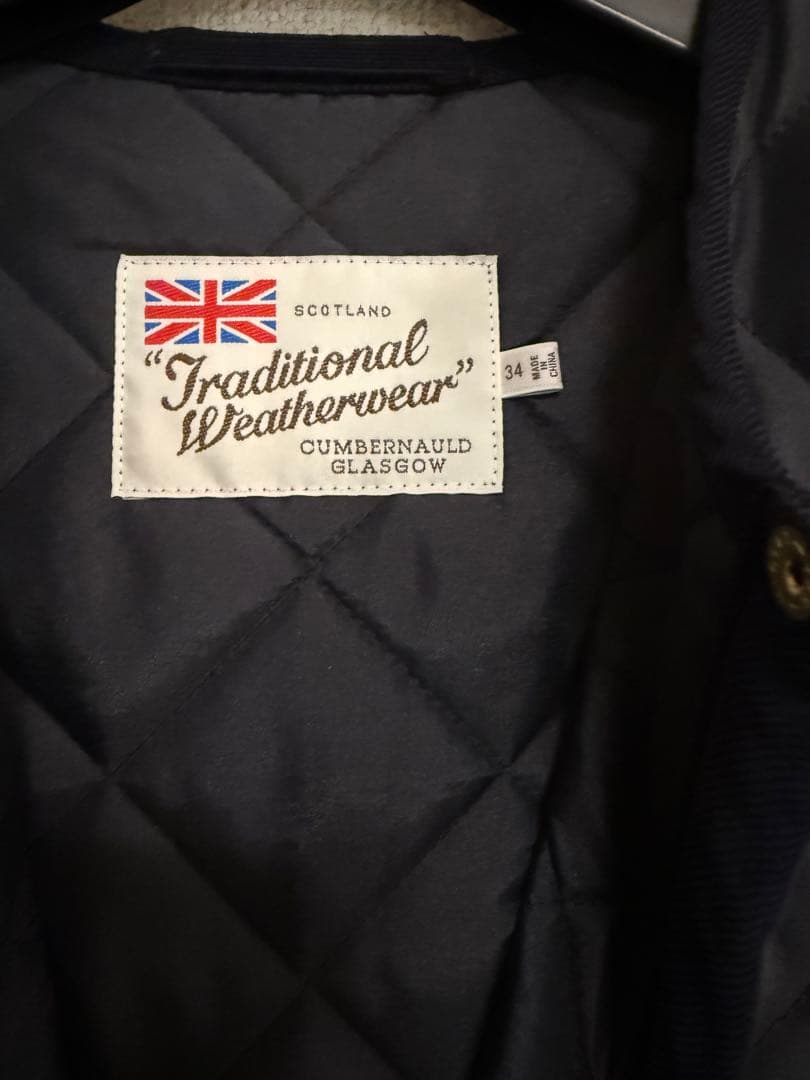 SCOTLAND
"Traditional
Weatherwear"
CUMBERNAULD
GLASGOW
34
MADE
IN
CHINA